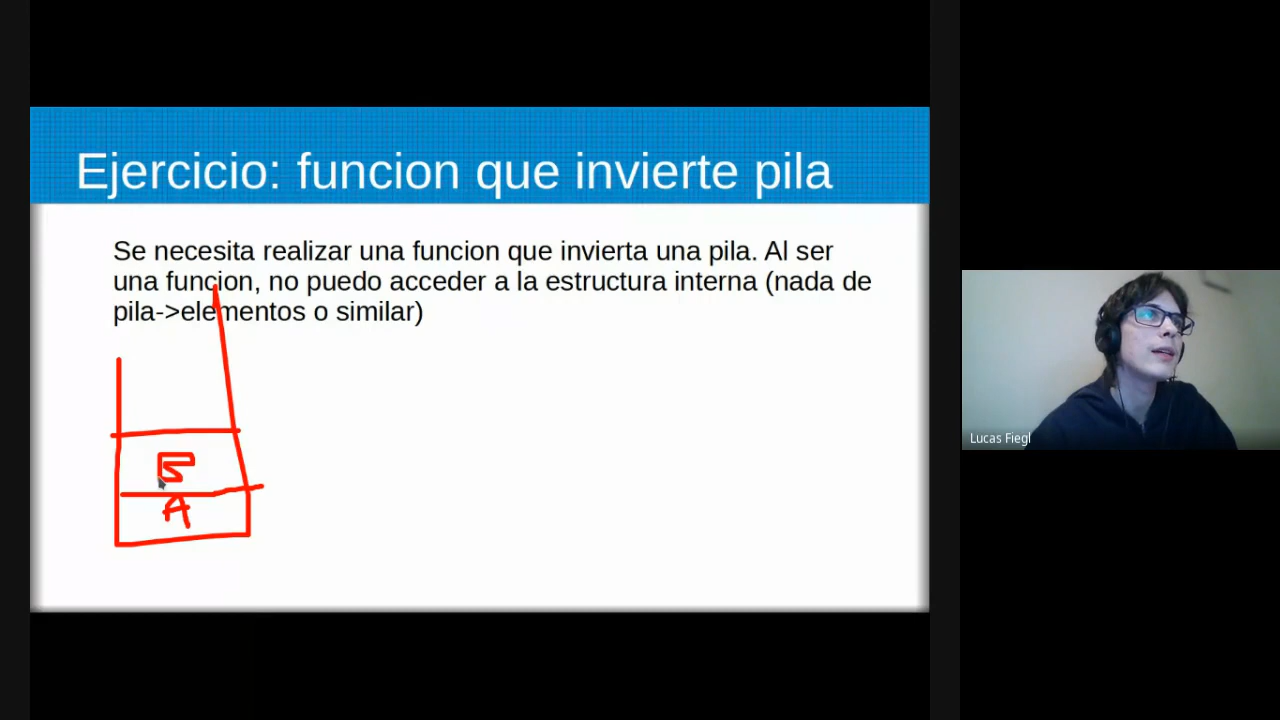 Ejercicio: funcion que invierte pila
Se necesita realizar una funcion que invierta una pila. Al ser
una funcion, no puedo acceder a la estructura interna (nada de
pila->elementos o similar)
A
Lucas Fiegl